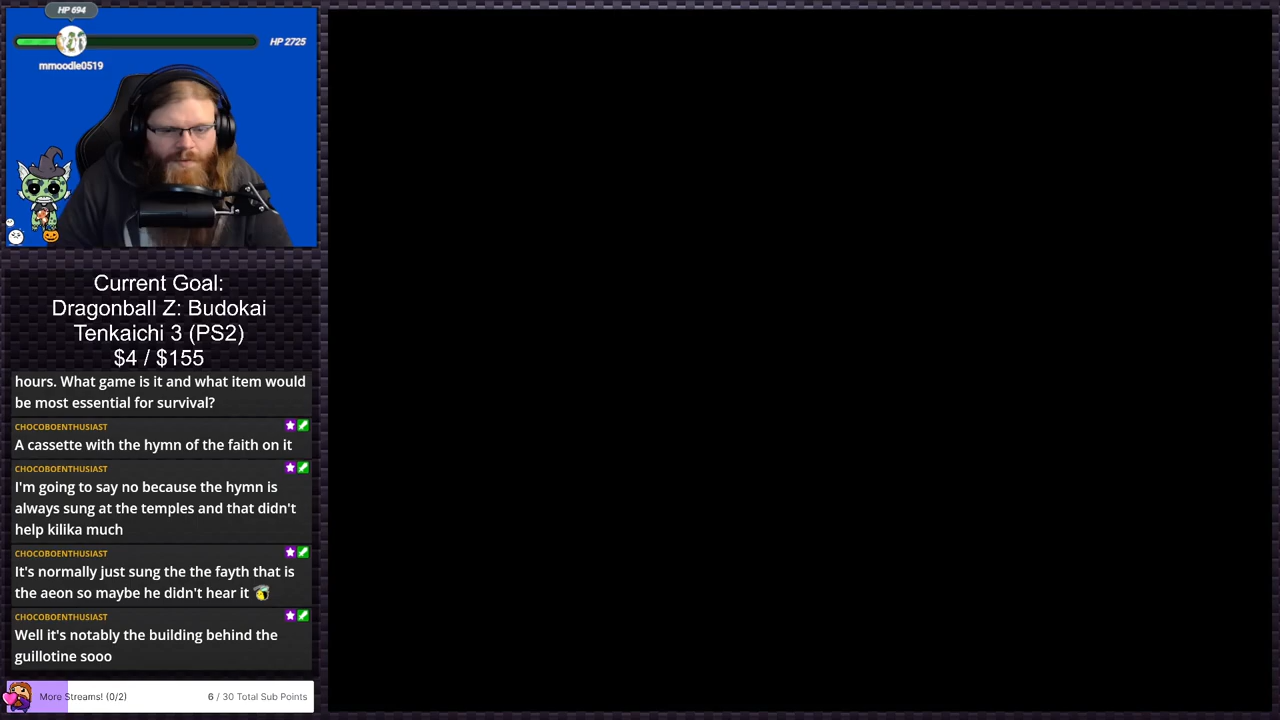 HP 694
HP 2725
mmoodle0519
Current Goal:
Dragonball Z: Budokai
Tenkaichi 3 (PS2)
$4 / $155
hours. What game is it and what item would
be most essential for survival?
CHOCOBOENTHUSIAST
A cassette with the hymn of the faith on it
CHOCOBOENTHUSIAST
I'm going to say no because the hymn is
always sung at the temples and that didn't
help kilika much
CHOCOBOENTHUSIAST
It's normally just sung the the fayth that is
the aeon so maybe he didn't hear it
CHOCOBOENTHUSIAST
Well it's notably the building behind the
guillotine sooo
More Streams! (0/2)
6 / 30 Total Sub Points